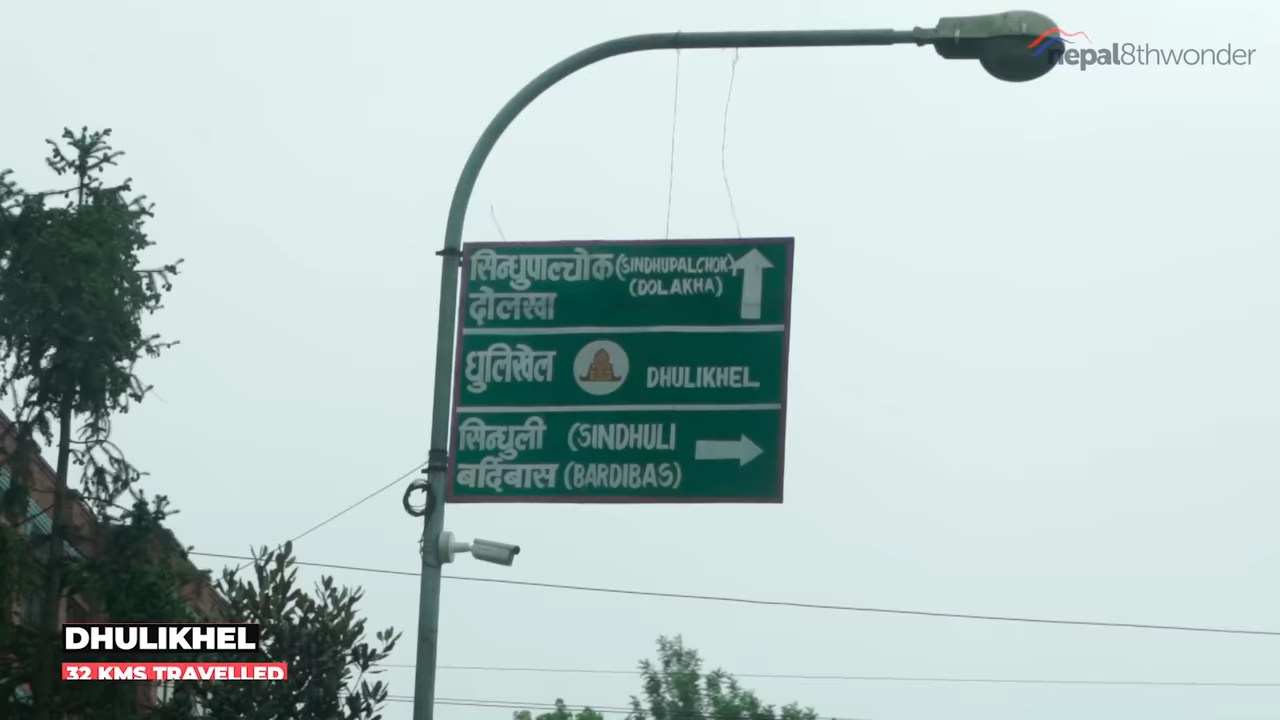 nepal8thwonder
सिन्धुपाल्चोक (SINDHUPALCHOK)
दोलखा (DOLAKHA)
धुलिखेल DHULIKHEL
सिन्धुली (SINDHULI
बर्दिबास (BARDIBAS)
DHULIKHEL
32 KMS TRAVELLED